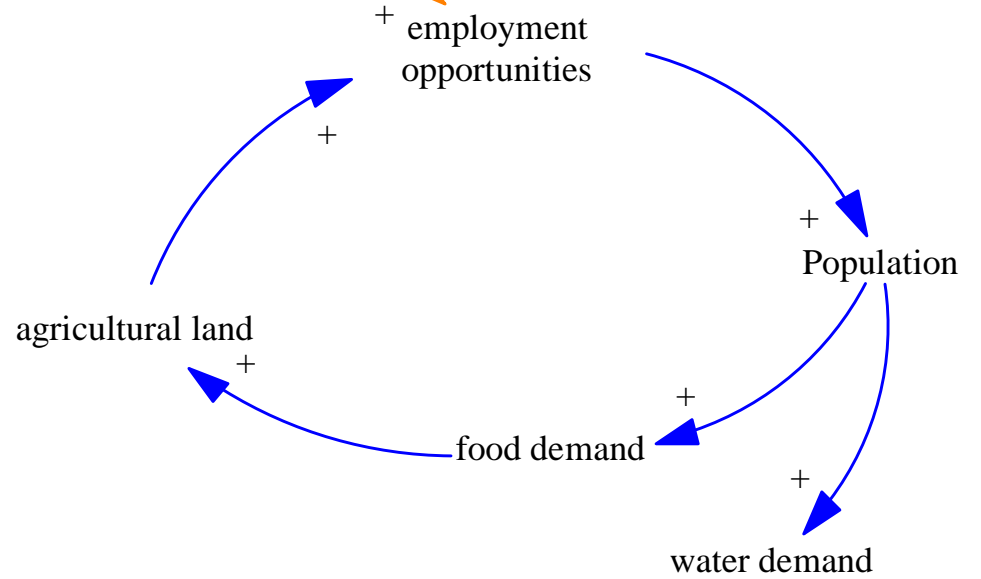 +
employment
opportunities
+
+
Population
agricultural land
+
+
food demand
+
water demand